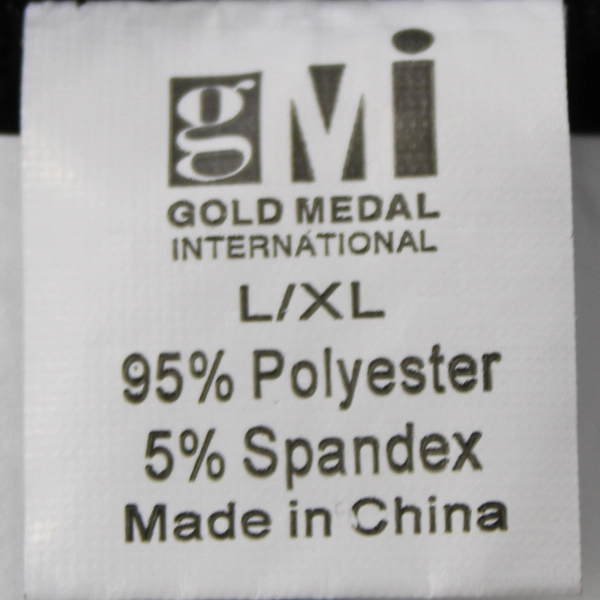 gMi
GOLD MEDAL
INTERNATIONAL
L/XL
95% Polyester
5% Spandex
Made in China